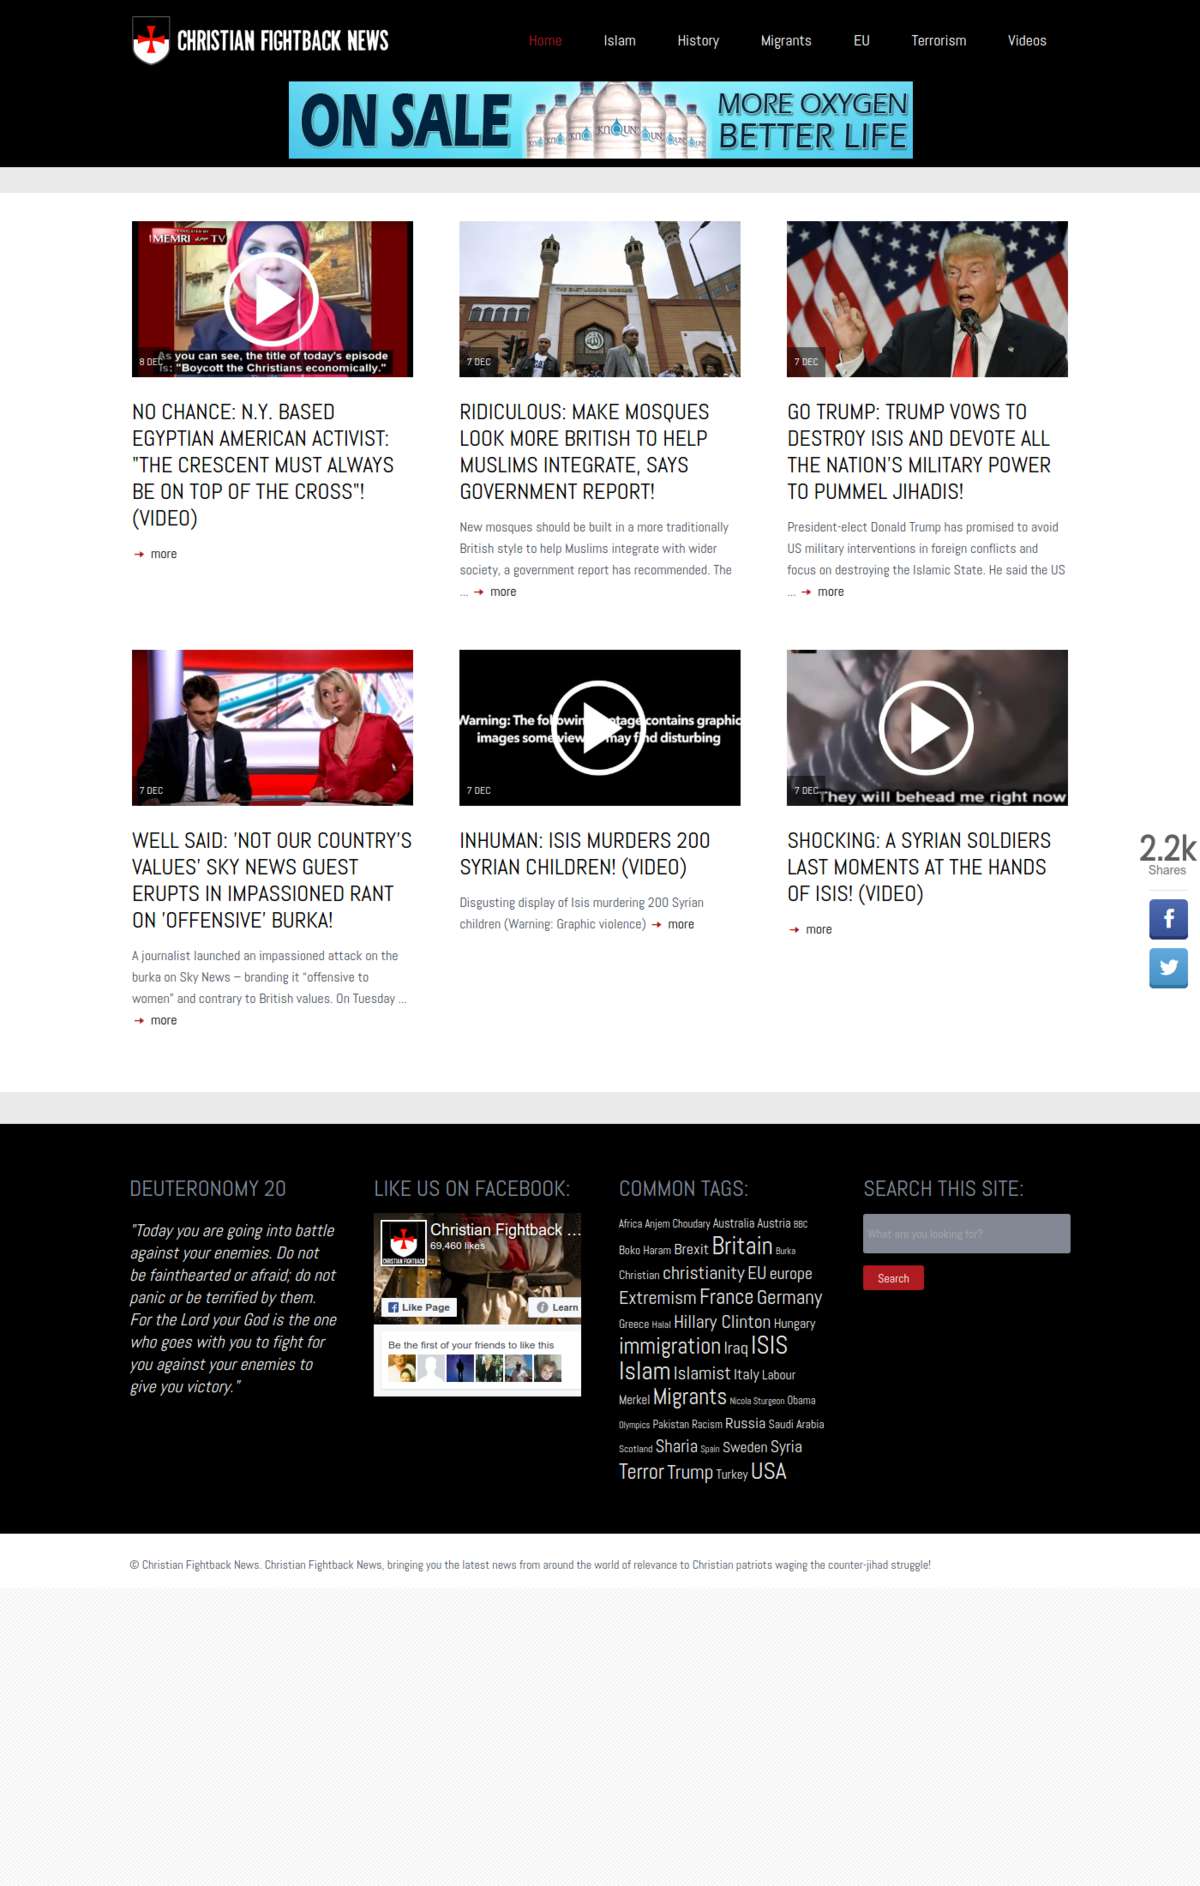 CHRISTIAN FIGHTBACK NEWS
Home Islam History Migrants EU Terrorism Videos
ON SALE
MORE OXYGEN
BETTER LIFE
MEMRI TV
As you can see, the title of today's episode
is: "Boycott the Christians economically."
8 DEC
NO CHANCE: N.Y. BASED
EGYPTIAN AMERICAN ACTIVIST:
"THE CRESCENT MUST ALWAYS
BE ON TOP OF THE CROSS"!
(VIDEO)
more
THE EAST LONDON MOSQUE
7 DEC
RIDICULOUS: MAKE MOSQUES
LOOK MORE BRITISH TO HELP
MUSLIMS INTEGRATE, SAYS
GOVERNMENT REPORT!
New mosques should be built in a more traditionally
British style to help Muslims integrate with wider
society, a government report has recommended. The
... more
7 DEC
GO TRUMP: TRUMP VOWS TO
DESTROY ISIS AND DEVOTE ALL
THE NATION'S MILITARY POWER
TO PUMMEL JIHADIS!
President-elect Donald Trump has promised to avoid
US military interventions in foreign conflicts and
focus on destroying the Islamic State. He said the US
... more
7 DEC
WELL SAID: 'NOT OUR COUNTRY'S
VALUES' SKY NEWS GUEST
ERUPTS IN IMPASSIONED RANT
ON 'OFFENSIVE' BURKA!
A journalist launched an impassioned attack on the
burka on Sky News – branding it “offensive to
women” and contrary to British values. On Tuesday ...
more
Warning: The following footage contains graphic
images some viewers may find disturbing
7 DEC
INHUMAN: ISIS MURDERS 200
SYRIAN CHILDREN! (VIDEO)
Disgusting display of Isis murdering 200 Syrian
children (Warning: Graphic violence) more
They will behead me right now
7 DEC
SHOCKING: A SYRIAN SOLDIERS
LAST MOMENTS AT THE HANDS
OF ISIS! (VIDEO)
more
2.2k
Shares
DEUTERONOMY 20
"Today you are going into battle
against your enemies. Do not
be fainthearted or afraid; do not
panic or be terrified by them.
For the Lord your God is the one
who goes with you to fight for
you against your enemies to
give you victory."
LIKE US ON FACEBOOK:
Christian Fightback ...
69,460 likes
CHRISTIAN FIGHTBACK
Like Page
Learn
Be the first of your friends to like this
COMMON TAGS:
Africa Anjem Choudary Australia Austria BBC
Boko Haram Brexit Britain Burka
Christian christianity EU europe
Extremism France Germany
Greece Halal Hillary Clinton Hungary
immigration Iraq ISIS
Islam Islamist Italy Labour
Merkel Migrants Nicola Sturgeon Obama
Olympics Pakistan Racism Russia Saudi Arabia
Scotland Sharia Spain Sweden Syria
Terror Trump Turkey USA
SEARCH THIS SITE:
What are you looking for?
Search
© Christian Fightback News. Christian Fightback News, bringing you the latest news from around the world of relevance to Christian patriots waging the counter-jihad struggle!